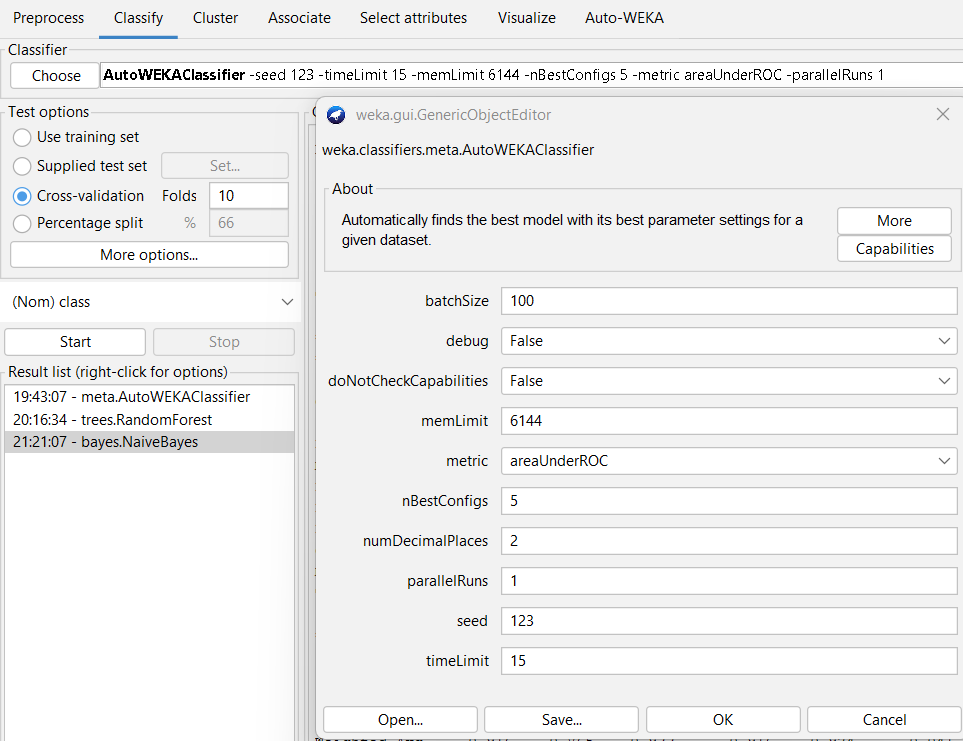 Preprocess Classify Cluster Associate Select attributes Visualize Auto-WEKA
Classifier
Choose AutoWEKAClassifier -seed 123 -timeLimit 15 -memLimit 6144 -nBestConfigs 5 -metric areaUnderROC -parallelRuns 1
Test options
Use training set
Supplied test set Set...
Cross-validation Folds 10
Percentage split % 66
More options...
(Nom) class
Start Stop
Result list (right-click for options)
19:43:07 - meta.AutoWEKAClassifier
20:16:34 - trees.RandomForest
21:21:07 - bayes.NaiveBayes
weka.gui.GenericObjectEditor
weka.classifiers.meta.AutoWEKAClassifier
About
Automatically finds the best model with its best parameter settings for a
given dataset.
More
Capabilities
batchSize 100
debug False
doNotCheckCapabilities False
memLimit 6144
metric areaUnderROC
nBestConfigs 5
numDecimalPlaces 2
parallelRuns 1
seed 123
timeLimit 15
Open... Save... OK Cancel